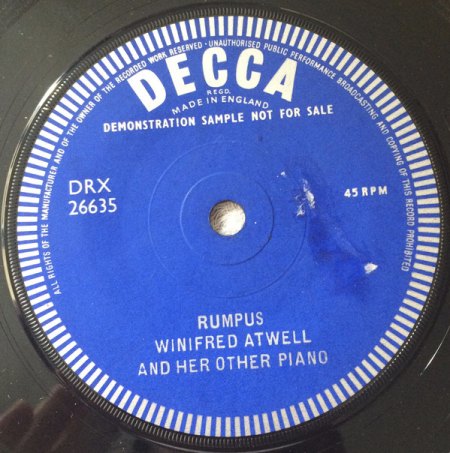 ALL RIGHTS OF THE MANUFACTURER AND OF THE OWNER OF THE RECORDED WORK RESERVED · UNAUTHORISED PUBLIC PERFORMANCE BROADCASTING AND COPYING OF THIS RECORD PROHIBITED
DECCA
REGD.
MADE IN ENGLAND
DEMONSTRATION SAMPLE NOT FOR SALE
DRX
26635
45 RPM
RUMPUS
WINIFRED ATWELL
AND HER OTHER PIANO